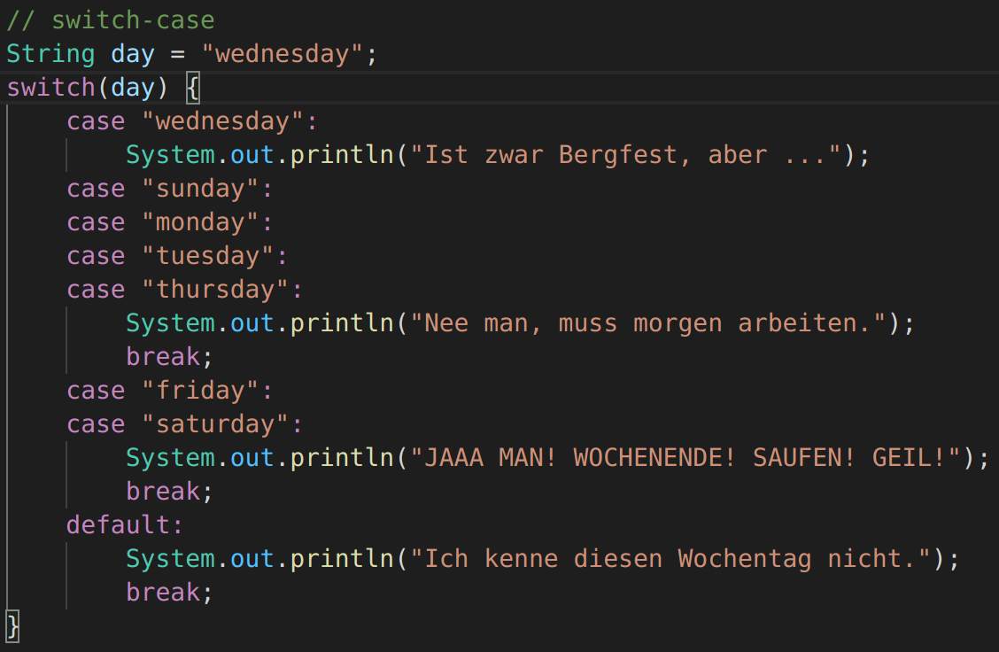 // switch-case
String day = "wednesday";
switch(day) {
    case "wednesday":
        System.out.println("Ist zwar Bergfest, aber ...");
    case "sunday":
    case "monday":
    case "tuesday":
    case "thursday":
        System.out.println("Nee man, muss morgen arbeiten.");
        break;
    case "friday":
    case "saturday":
        System.out.println("JAAA MAN! WOCHENENDE! SAUFEN! GEIL!");
        break;
    default:
        System.out.println("Ich kenne diesen Wochentag nicht.");
        break;
}